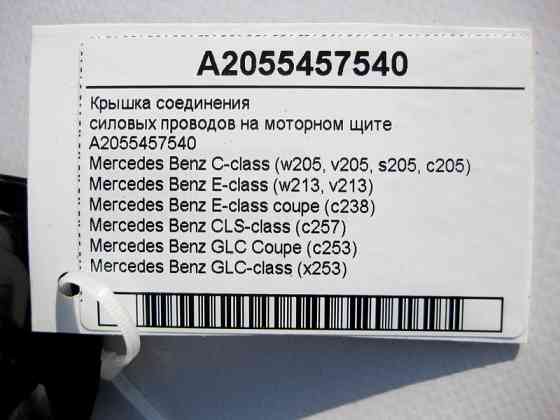 A2055457540
Крышка соединения
силовых проводов на моторном щите
A2055457540
Mercedes Benz C-class (w205, v205, s205, c205)
Mercedes Benz E-class (w213, v213)
Mercedes Benz E-class coupe (c238)
Mercedes Benz CLS-class (c257)
Mercedes Benz GLC Coupe (c253)
Mercedes Benz GLC-class (x253)